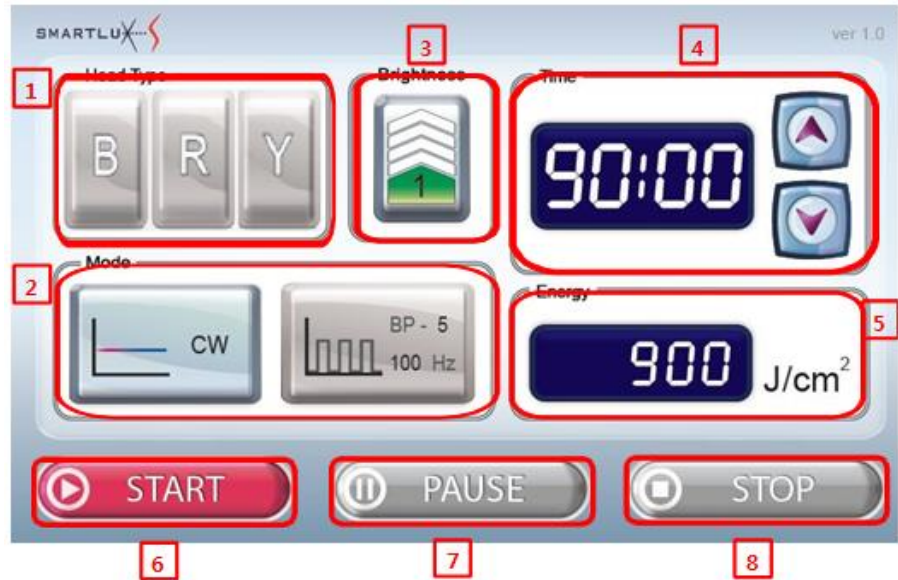 SMARTLUX S
ver 1.0
1
Head Type
B R Y
3
Brightness
1
4
Time
90:00
2
Mode
CW
BP - 5
100 Hz
Energy
900 J/cm²
5
START
PAUSE
STOP
6
7
8